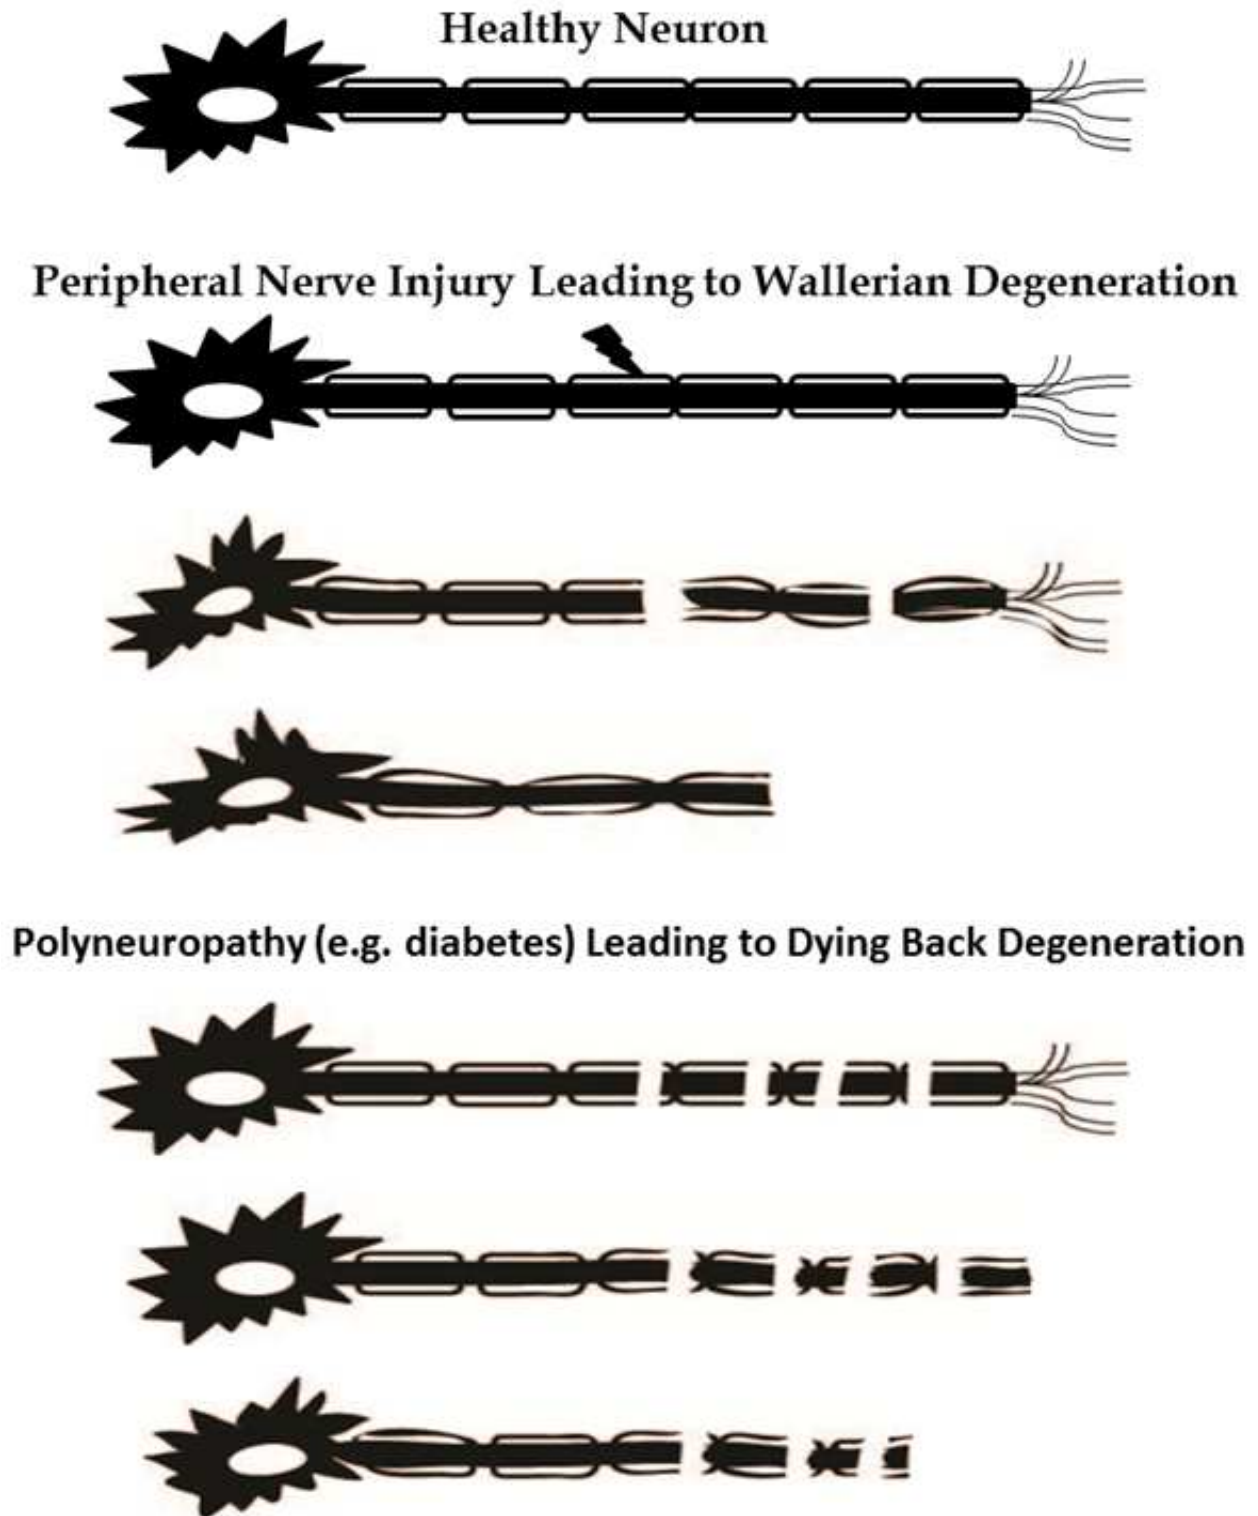 Healthy Neuron
Peripheral Nerve Injury Leading to Wallerian Degeneration
Polyneuropathy (e.g. diabetes) Leading to Dying Back Degeneration